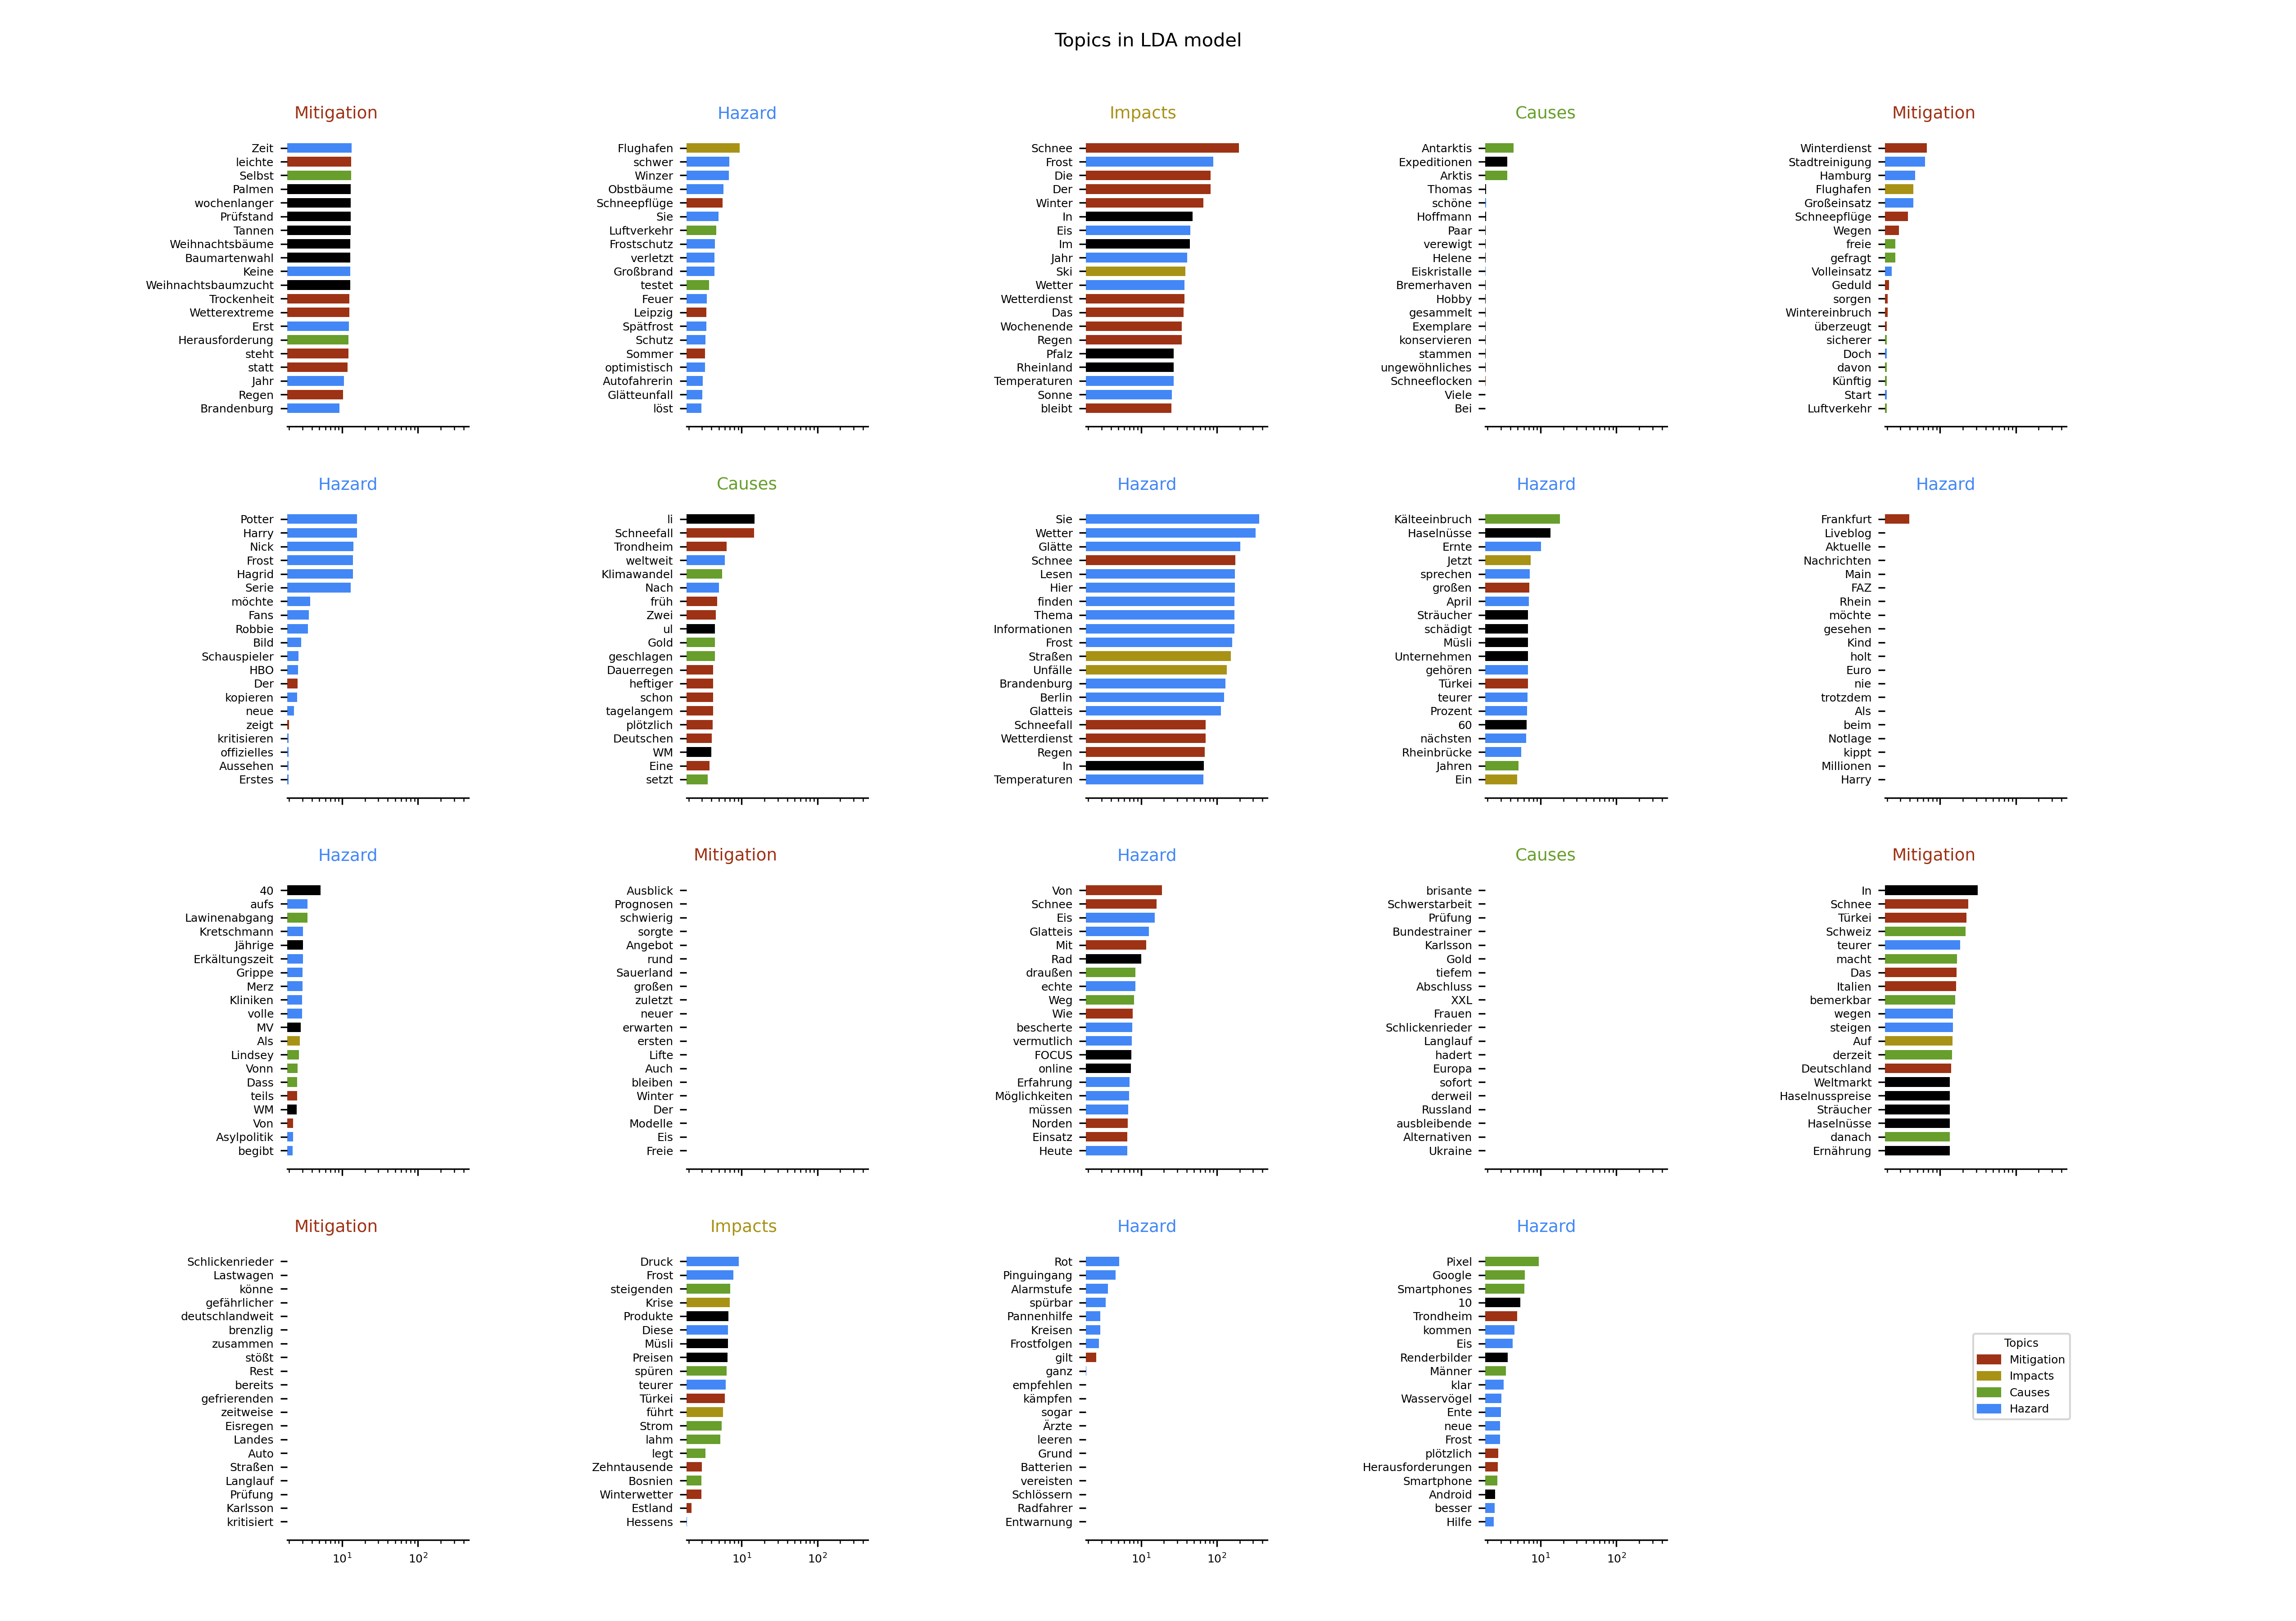 Topics in LDA model
Mitigation
Zeit
leichte
Selbst
Palmen
wochenlanger
Prüfstand
Tannen
Weihnachtsbäume
Baumartenwahl
Keine
Weihnachtsbaumzucht
Trockenheit
Wetterextreme
Erst
Herausforderung
steht
statt
Jahr
Regen
Brandenburg
Hazard
Flughafen
schwer
Winzer
Obstbäume
Schneepflüge
Sie
Luftverkehr
Frostschutz
verletzt
Großbrand
testet
Feuer
Leipzig
Spätfrost
Schutz
Sommer
optimistisch
Autofahrerin
Glätteunfall
löst
Impacts
Schnee
Frost
Die
Der
Winter
In
Eis
Im
Jahr
Ski
Wetter
Wetterdienst
Das
Wochenende
Regen
Pfalz
Rheinland
Temperaturen
Sonne
bleibt
Causes
Antarktis
Expeditionen
Arktis
Thomas
schöne
Hoffmann
Paar
verewigt
Helene
Eiskristalle
Bremerhaven
Hobby
gesammelt
Exemplare
konservieren
stammen
ungewöhnliches
Schneeflocken
Viele
Bei
Mitigation
Winterdienst
Stadtreinigung
Hamburg
Flughafen
Großeinsatz
Schneepflüge
Wegen
freie
gefragt
Volleinsatz
Geduld
sorgen
Wintereinbruch
überzeugt
sicherer
Doch
davon
Künftig
Start
Luftverkehr
Hazard
Potter
Harry
Nick
Frost
Hagrid
Serie
möchte
Fans
Robbie
Bild
Schauspieler
HBO
Der
kopieren
neue
zeigt
kritisieren
offizielles
Aussehen
Erstes
Causes
li
Schneefall
Trondheim
weltweit
Klimawandel
Nach
früh
Zwei
ul
Gold
geschlagen
Dauerregen
heftiger
schon
tagelangem
plötzlich
Deutschen
WM
Eine
setzt
Hazard
Sie
Wetter
Glätte
Schnee
Lesen
Hier
finden
Thema
Informationen
Frost
Straßen
Unfälle
Brandenburg
Berlin
Glatteis
Schneefall
Wetterdienst
Regen
In
Temperaturen
Hazard
Kälteeinbruch
Haselnüsse
Ernte
Jetzt
sprechen
großen
April
Sträucher
schädigt
Müsli
Unternehmen
gehören
Türkei
teurer
Prozent
60
nächsten
Rheinbrücke
Jahren
Ein
Hazard
Frankfurt
Liveblog
Aktuelle
Nachrichten
Main
FAZ
Rhein
möchte
gesehen
Kind
holt
Euro
nie
trotzdem
Als
beim
Notlage
kippt
Millionen
Harry
Hazard
40
aufs
Lawinenabgang
Kretschmann
Jährige
Erkältungszeit
Grippe
Merz
Kliniken
volle
MV
Als
Lindsey
Vonn
Dass
teils
WM
Von
Asylpolitik
begibt
Mitigation
Ausblick
Prognosen
schwierig
sorgte
Angebot
rund
Sauerland
großen
zuletzt
neuer
erwarten
ersten
Lifte
Auch
bleiben
Winter
Der
Modelle
Eis
Freie
Hazard
Von
Schnee
Eis
Glatteis
Mit
Rad
draußen
echte
Weg
Wie
bescherte
vermutlich
FOCUS
online
Erfahrung
Möglichkeiten
müssen
Norden
Einsatz
Heute
Causes
brisante
Schwerstarbeit
Prüfung
Bundestrainer
Karlsson
Gold
tiefem
Abschluss
XXL
Frauen
Schlickenrieder
Langlauf
hadert
Europa
sofort
derweil
Russland
ausbleibende
Alternativen
Ukraine
Mitigation
In
Schnee
Türkei
Schweiz
teurer
macht
Das
Italien
bemerkbar
wegen
steigen
Auf
derzeit
Deutschland
Weltmarkt
Haselnusspreise
Sträucher
Haselnüsse
danach
Ernährung
Mitigation
Schlickenrieder
Lastwagen
könne
gefährlicher
deutschlandweit
brenzlig
zusammen
stößt
Rest
bereits
gefrierenden
zeitweise
Eisregen
Landes
Auto
Straßen
Langlauf
Prüfung
Karlsson
kritisiert
10¹ 10²
Impacts
Druck
Frost
steigenden
Krise
Produkte
Diese
Müsli
Preisen
spüren
teurer
Türkei
führt
Strom
lahm
legt
Zehntausende
Bosnien
Winterwetter
Estland
Hessens
10¹ 10²
Hazard
Rot
Pinguingang
Alarmstufe
spürbar
Pannenhilfe
Kreisen
Frostfolgen
gilt
ganz
empfehlen
kämpfen
sogar
Ärzte
leeren
Grund
Batterien
vereisten
Schlössern
Radfahrer
Entwarnung
10¹ 10²
Hazard
Pixel
Google
Smartphones
10
Trondheim
kommen
Eis
Renderbilder
Männer
klar
Wasservögel
Ente
neue
Frost
plötzlich
Herausforderungen
Smartphone
Android
besser
Hilfe
10¹ 10²
Topics
Mitigation
Impacts
Causes
Hazard